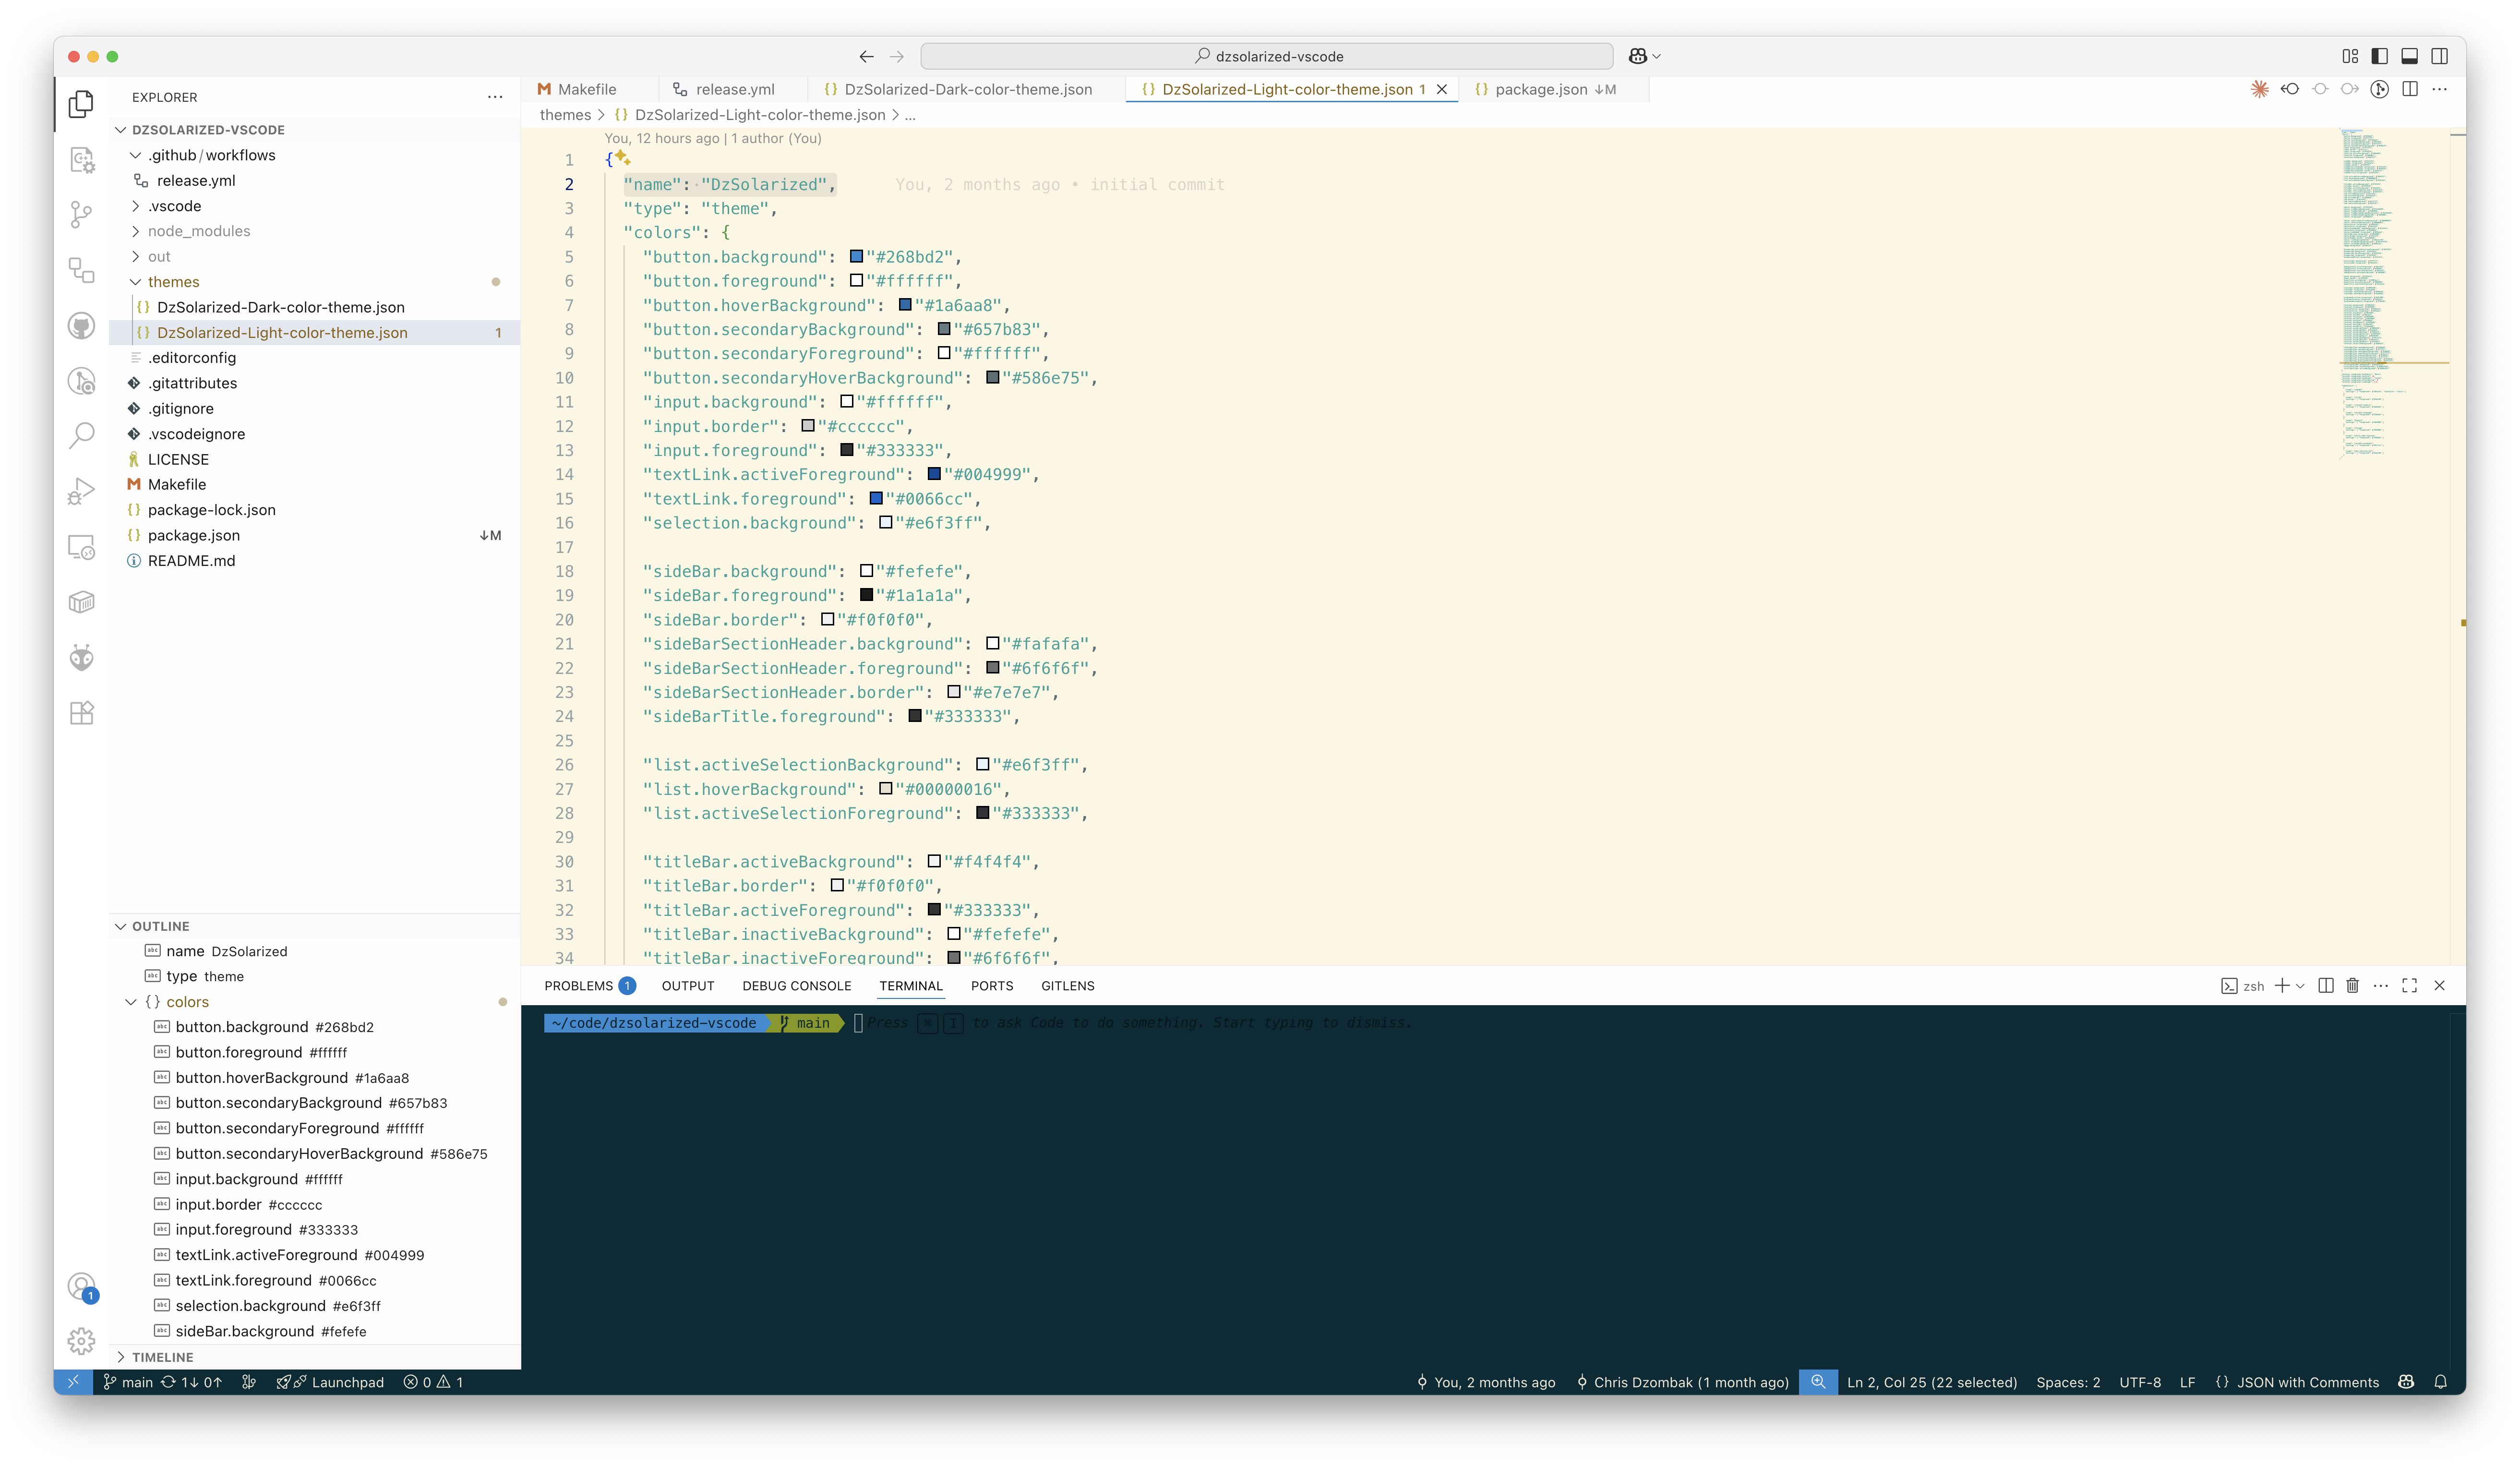 dzsolarized-vscode
EXPLORER
DZSOLARIZED-VSCODE
.github/workflows
release.yml
.vscode
node_modules
out
themes
DzSolarized-Dark-color-theme.json
DzSolarized-Light-color-theme.json 1
.editorconfig
.gitattributes
.gitignore
.vscodeignore
LICENSE
Makefile
package-lock.json
package.json ↓M
README.md
OUTLINE
name DzSolarized
type theme
{} colors
button.background #268bd2
button.foreground #ffffff
button.hoverBackground #1a6aa8
button.secondaryBackground #657b83
button.secondaryForeground #ffffff
button.secondaryHoverBackground #586e75
input.background #ffffff
input.border #cccccc
input.foreground #333333
textLink.activeForeground #004999
textLink.foreground #0066cc
selection.background #e6f3ff
sideBar.background #fefefe
TIMELINE
Makefile
release.yml
{} DzSolarized-Dark-color-theme.json
{} DzSolarized-Light-color-theme.json 1
{} package.json ↓M
themes > {} DzSolarized-Light-color-theme.json > ...
You, 12 hours ago | 1 author (You)
1 {
2 "name": "DzSolarized", You, 2 months ago • initial commit
3 "type": "theme",
4 "colors": {
5 "button.background": "#268bd2",
6 "button.foreground": "#ffffff",
7 "button.hoverBackground": "#1a6aa8",
8 "button.secondaryBackground": "#657b83",
9 "button.secondaryForeground": "#ffffff",
10 "button.secondaryHoverBackground": "#586e75",
11 "input.background": "#ffffff",
12 "input.border": "#cccccc",
13 "input.foreground": "#333333",
14 "textLink.activeForeground": "#004999",
15 "textLink.foreground": "#0066cc",
16 "selection.background": "#e6f3ff",
17
18 "sideBar.background": "#fefefe",
19 "sideBar.foreground": "#1a1a1a",
20 "sideBar.border": "#f0f0f0",
21 "sideBarSectionHeader.background": "#fafafa",
22 "sideBarSectionHeader.foreground": "#6f6f6f",
23 "sideBarSectionHeader.border": "#e7e7e7",
24 "sideBarTitle.foreground": "#333333",
25
26 "list.activeSelectionBackground": "#e6f3ff",
27 "list.hoverBackground": "#00000016",
28 "list.activeSelectionForeground": "#333333",
29
30 "titleBar.activeBackground": "#f4f4f4",
31 "titleBar.border": "#f0f0f0",
32 "titleBar.activeForeground": "#333333",
33 "titleBar.inactiveBackground": "#fefefe",
34 "titleBar.inactiveForeground": "#6f6f6f",
PROBLEMS 1 OUTPUT DEBUG CONSOLE TERMINAL PORTS GITLENS
zsh
~/code/dzsolarized-vscode main Press ⌘ I to ask Code to do something. Start typing to dismiss.
main 1↓ 0↑ Launchpad 0 1
You, 2 months ago Chris Dzombak (1 month ago) Ln 2, Col 25 (22 selected) Spaces: 2 UTF-8 LF {} JSON with Comments
1